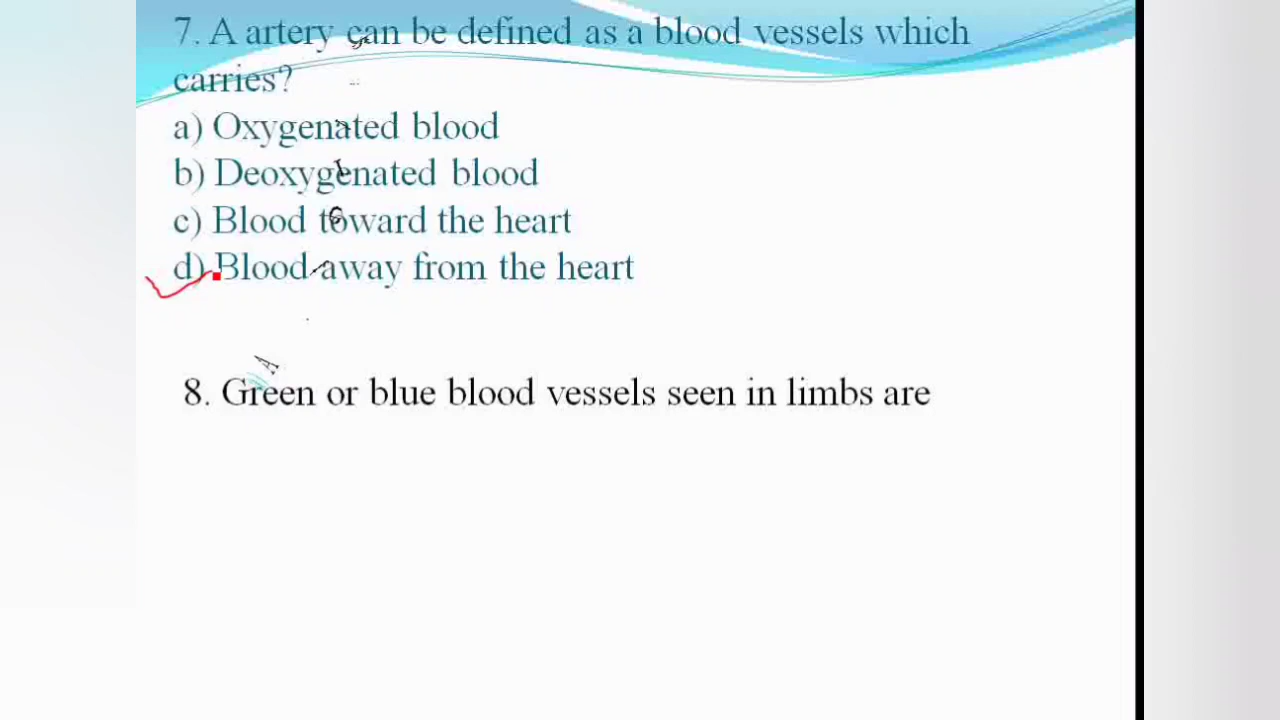 7. A artery can be defined as a blood vessels which
carries?
a) Oxygenated blood
b) Deoxygenated blood
c) Blood toward the heart
d) Blood away from the heart
8. Green or blue blood vessels seen in limbs are